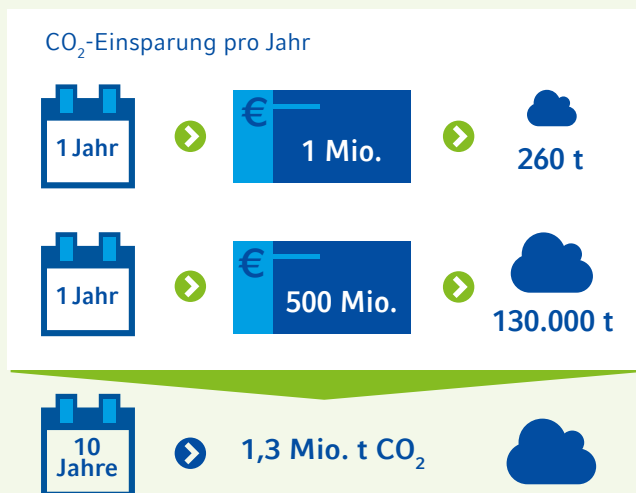 CO₂-Einsparung pro Jahr
1 Jahr
€
1 Mio.
260 t
1 Jahr
€
500 Mio.
130.000 t
10
Jahre
1,3 Mio. t CO₂